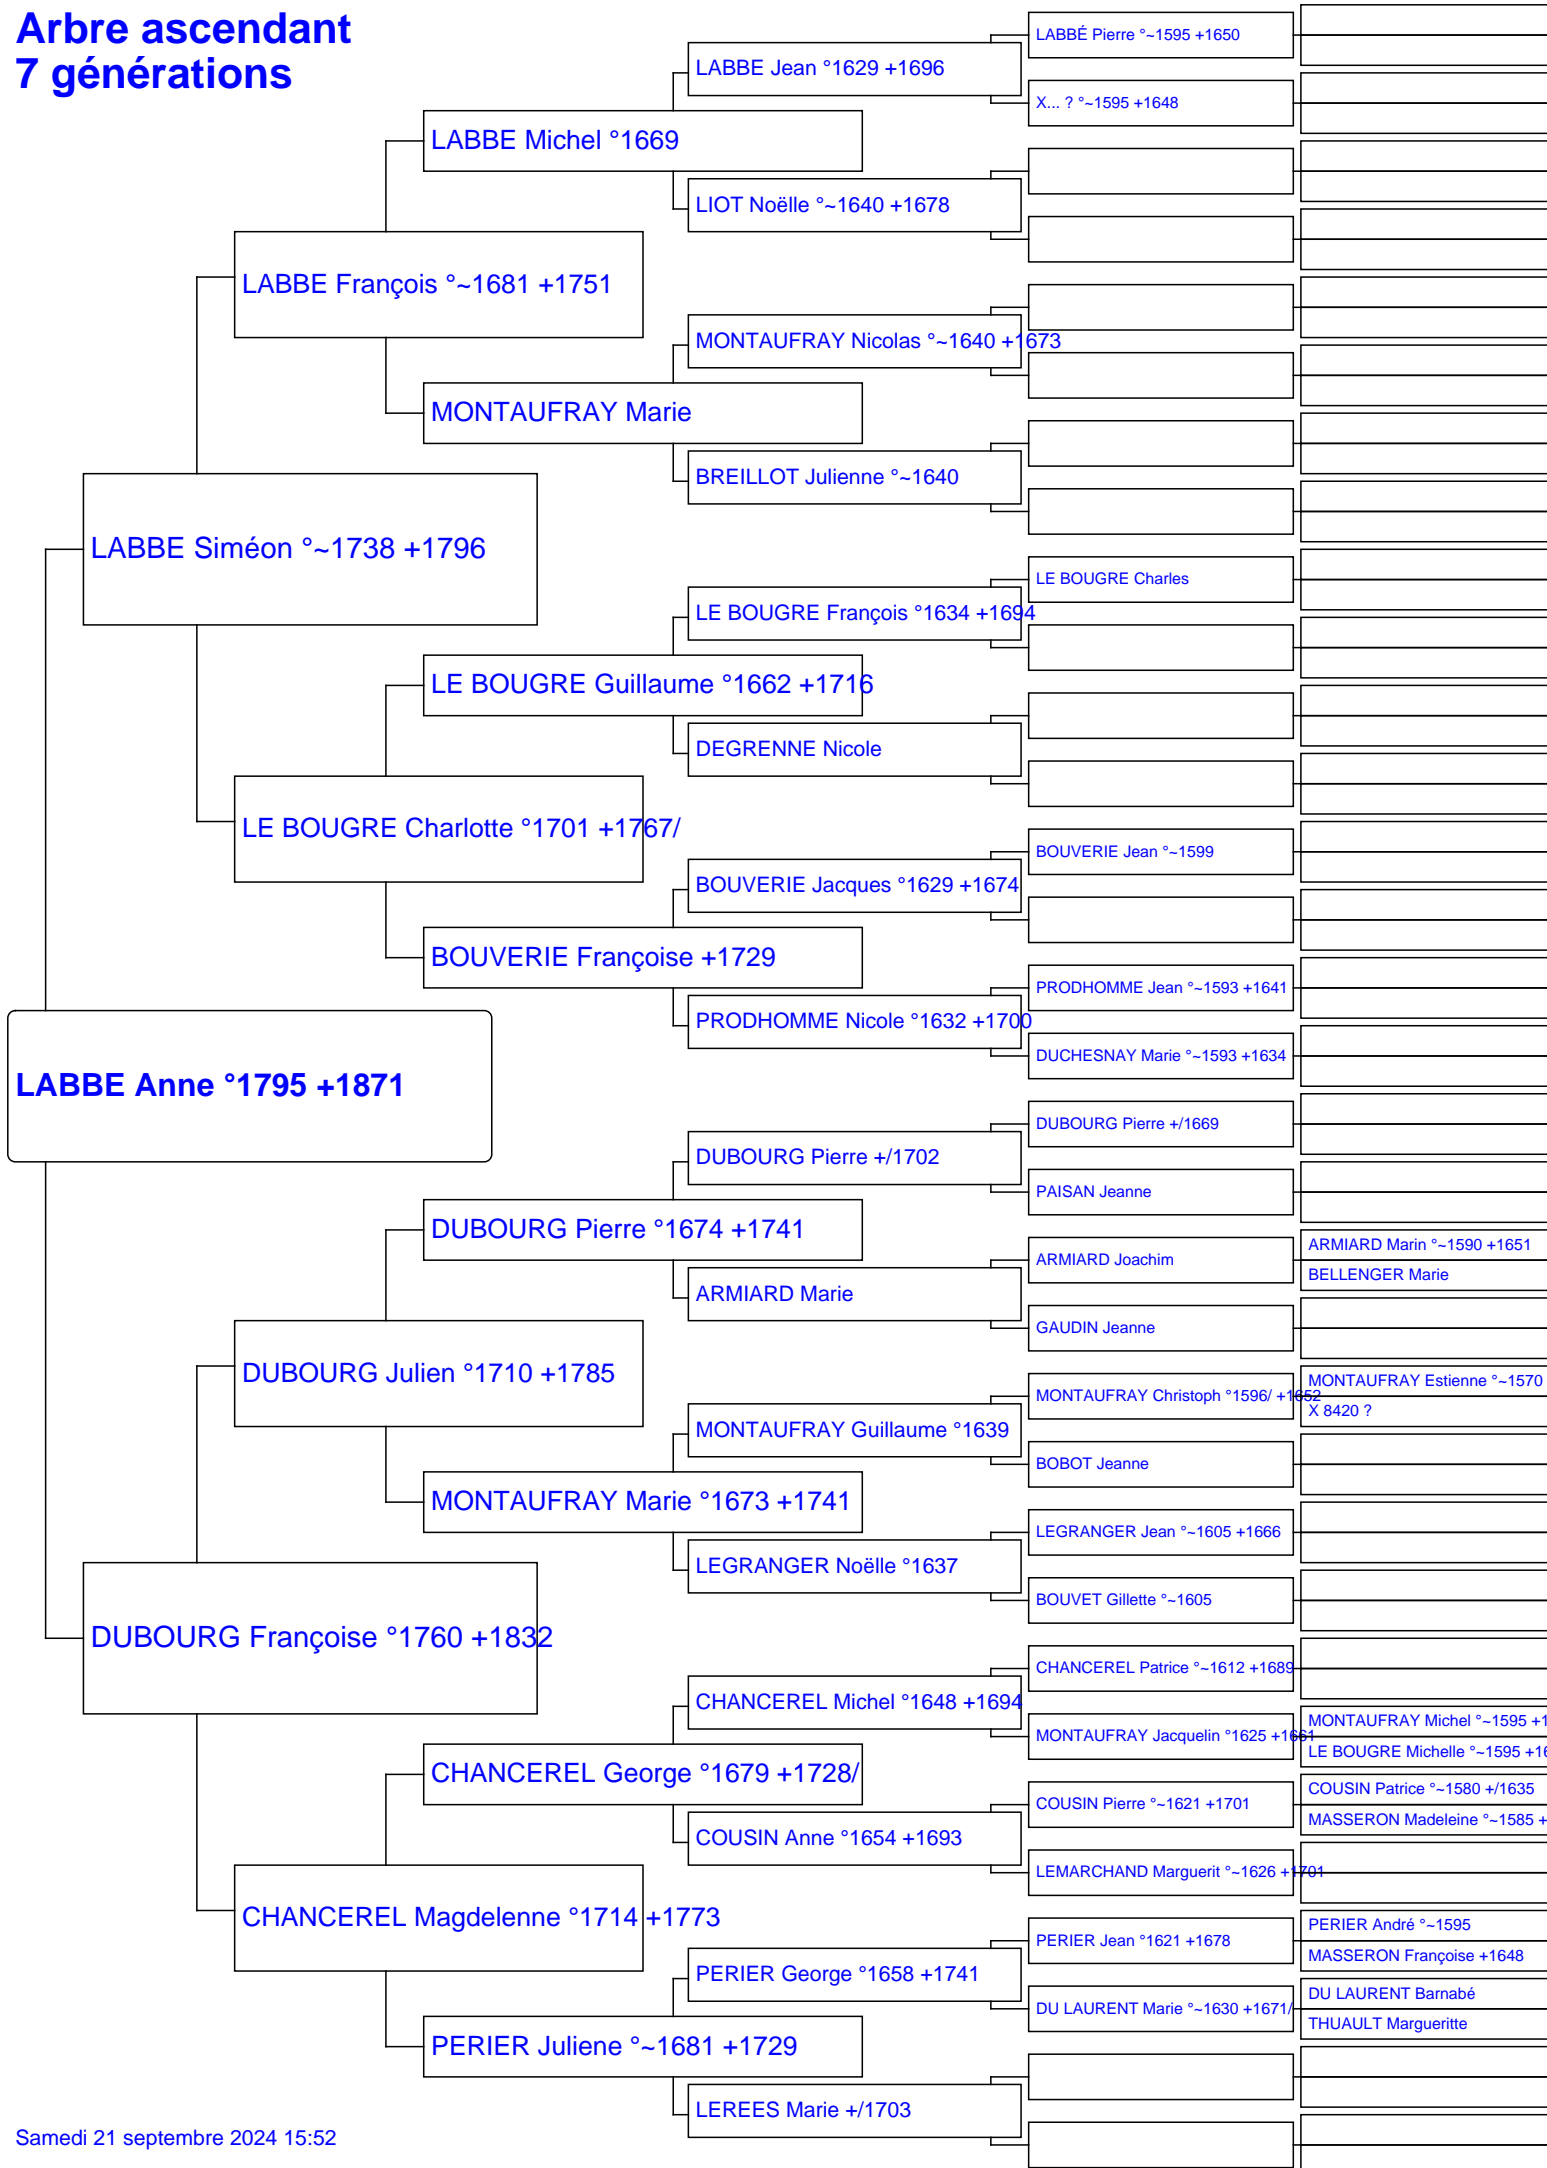 Arbre ascendant
7 générations
LABBE Anne °1795 +1871
LABBE Siméon °~1738 +1796
DUBOURG Françoise °1760 +1832
LABBE François °~1681 +1751
LE BOUGRE Charlotte °1701 +1767/
DUBOURG Julien °1710 +1785
CHANCEREL Magdelenne °1714 +1773
LABBE Michel °1669
MONTAUFRAY Marie
LE BOUGRE Guillaume °1662 +1716
BOUVERIE Françoise +1729
DUBOURG Pierre °1674 +1741
MONTAUFRAY Marie °1673 +1741
CHANCEREL George °1679 +1728/
PERIER Juliene °~1681 +1729
LABBE Jean °1629 +1696
LIOT Noëlle °~1640 +1678
MONTAUFRAY Nicolas °~1640 +1673
BREILLOT Julienne °~1640
LE BOUGRE François °1634 +1694
DEGRENNE Nicole
BOUVERIE Jacques °1629 +1674
PRODHOMME Nicole °1632 +1700
DUBOURG Pierre +/1702
ARMIARD Marie
MONTAUFRAY Guillaume °1639
LEGRANGER Noëlle °1637
CHANCEREL Michel °1648 +1694
COUSIN Anne °1654 +1693
PERIER George °1658 +1741
LEREES Marie +/1703
LABBÉ Pierre °~1595 +1650
X... ? °~1595 +1648
LE BOUGRE Charles
BOUVERIE Jean °~1599
PRODHOMME Jean °~1593 +1641
DUCHESNAY Marie °~1593 +1634
DUBOURG Pierre +/1669
PAISAN Jeanne
ARMIARD Joachim
GAUDIN Jeanne
MONTAUFRAY Christoph °1596/ +1652
BOBOT Jeanne
LEGRANGER Jean °~1605 +1666
BOUVET Gillette °~1605
CHANCEREL Patrice °~1612 +1689
MONTAUFRAY Jacquelin °1625 +1661
COUSIN Pierre °~1621 +1701
LEMARCHAND Marguerit °~1626 +1701
PERIER Jean °1621 +1678
DU LAURENT Marie °~1630 +1671/
ARMIARD Marin °~1590 +1651
BELLENGER Marie
MONTAUFRAY Estienne °~1570
X 8420 ?
MONTAUFRAY Michel °~1595 +1
LE BOUGRE Michelle °~1595 +16
COUSIN Patrice °~1580 +/1635
MASSERON Madeleine °~1585 +
PERIER André °~1595
MASSERON Françoise +1648
DU LAURENT Barnabé
THUAULT Margueritte
Samedi 21 septembre 2024 15:52